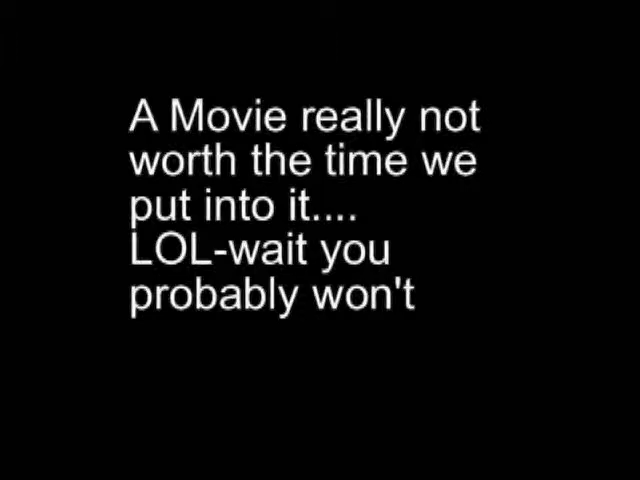 A Movie really not
worth the time we
put into it....
LOL-wait you
probably won't